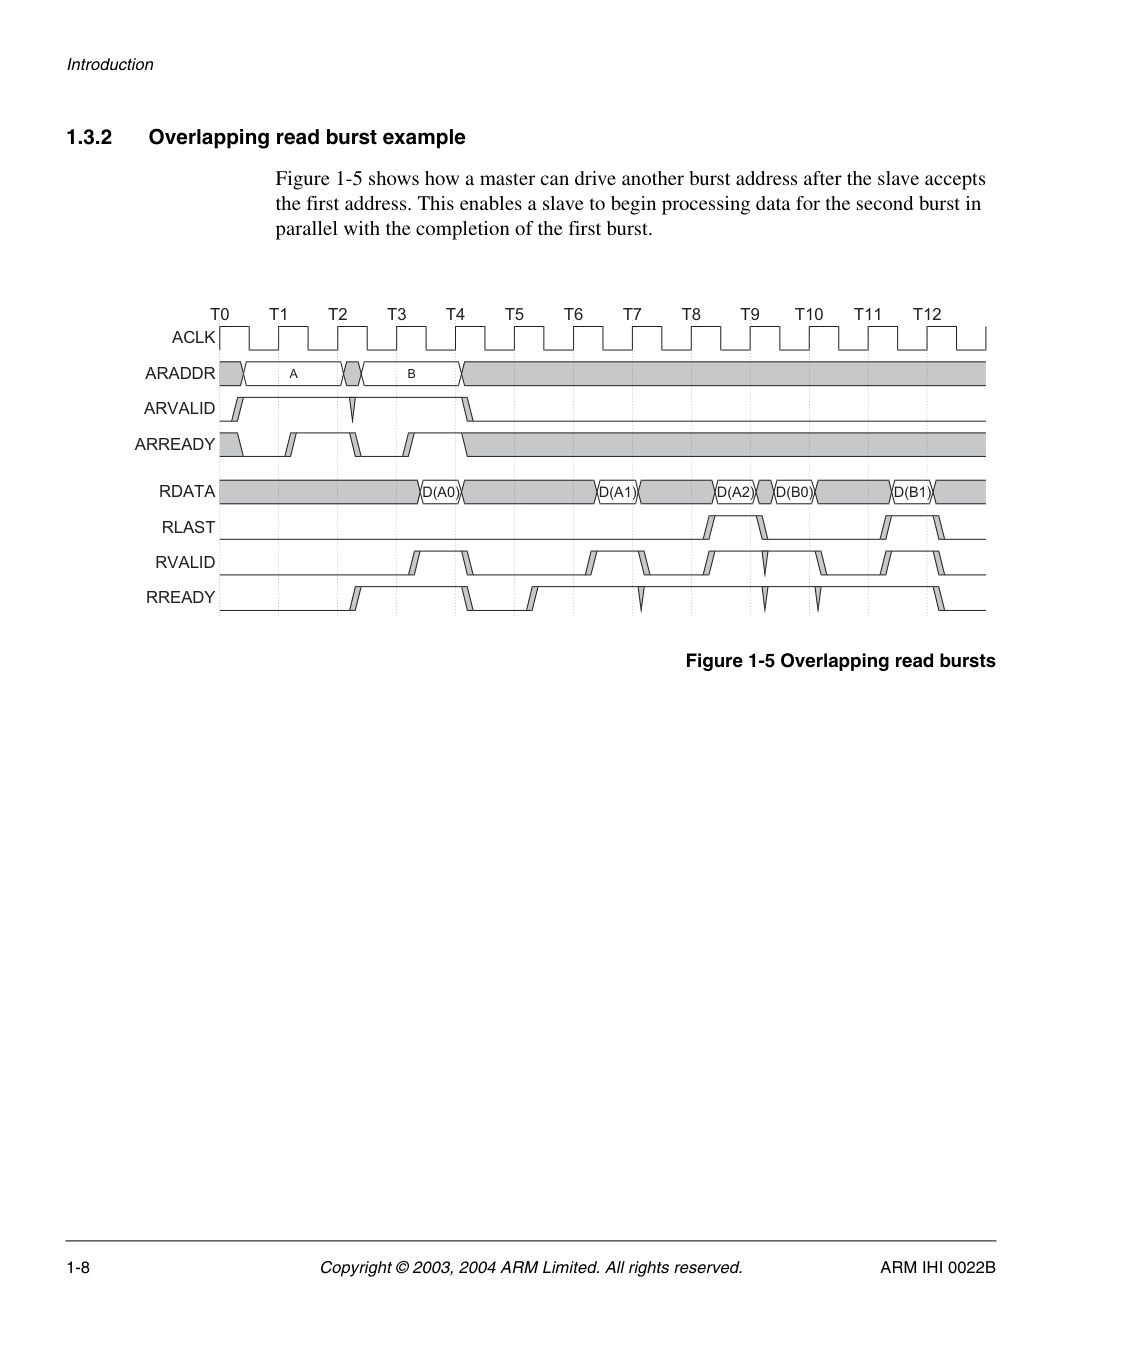 Introduction
1.3.2 Overlapping read burst example
Figure 1-5 shows how a master can drive another burst address after the slave accepts
the first address. This enables a slave to begin processing data for the second burst in
parallel with the completion of the first burst.
T0 T1 T2 T3 T4 T5 T6 T7 T8 T9 T10 T11 T12
ACLK
ARADDR A B
ARVALID
ARREADY
RDATA D(A0) D(A1) D(A2) D(B0) D(B1)
RLAST
RVALID
RREADY
Figure 1-5 Overlapping read bursts
1-8 Copyright © 2003, 2004 ARM Limited. All rights reserved. ARM IHI 0022B